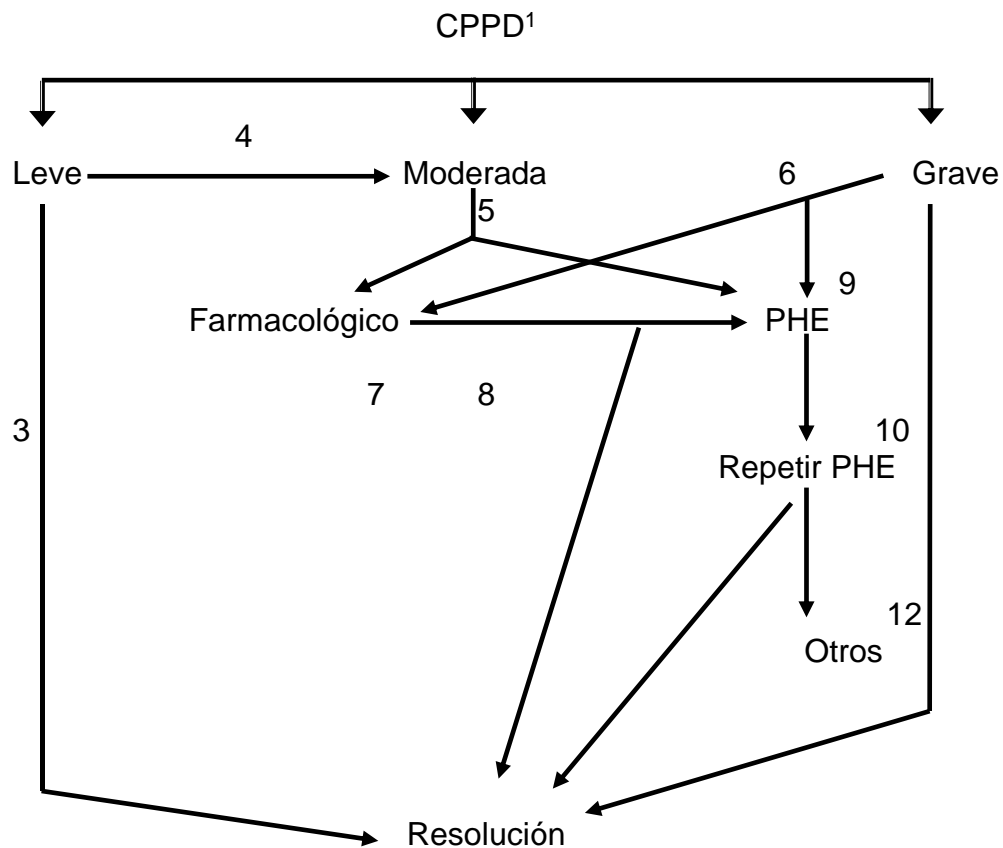 CPPD¹
4
Leve
Moderada
6
Grave
5
9
Farmacológico
PHE
7
8
3
10
Repetir PHE
12
Otros
Resolución